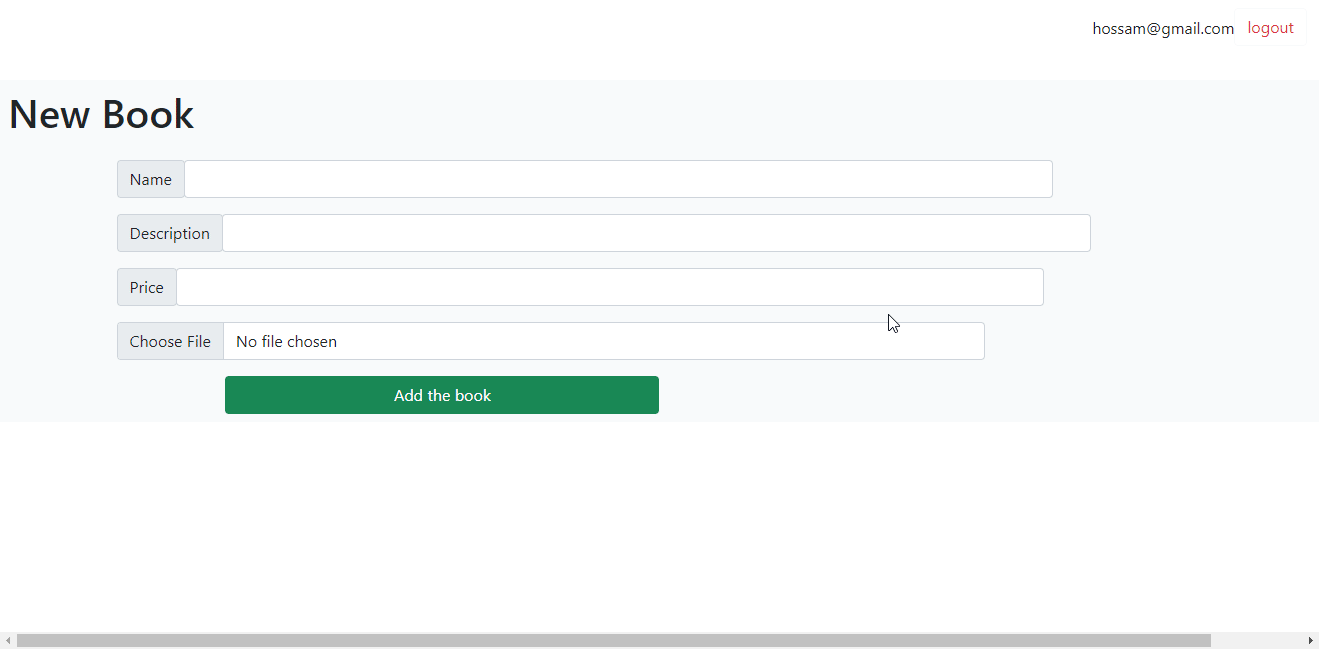 hossam@gmail.com logout
New Book
Name
Description
Price
Choose File No file chosen
Add the book